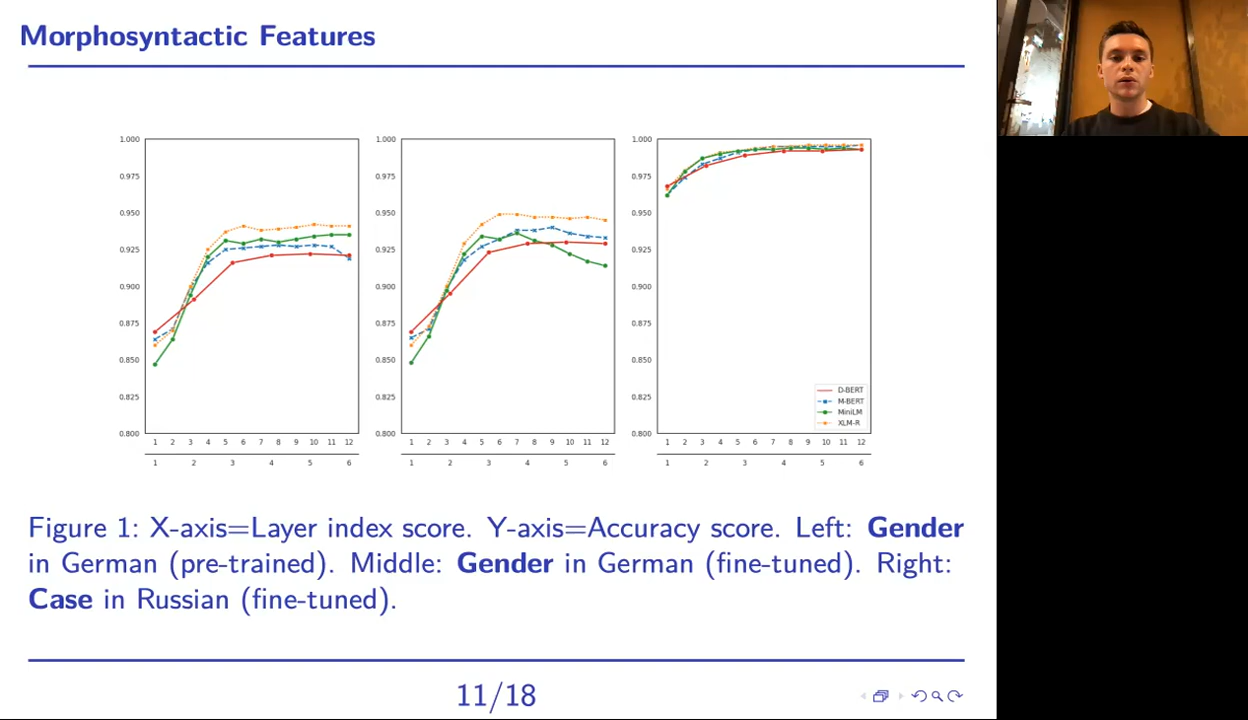 Morphosyntactic Features
1.000 1.000 1.000
0.975 0.975 0.975
0.950 0.950 0.950
0.925 0.925 0.925
0.900 0.900 0.900
0.875 0.875 0.875
0.850 0.850 0.850
0.825 0.825 0.825
0.800 0.800 0.800
D-BERT
M-BERT
MiniLM
XLM-R
1 2 3 4 5 6 7 8 9 10 11 12 1 2 3 4 5 6 7 8 9 10 11 12 1 2 3 4 5 6 7 8 9 10 11 12
1 2 3 4 5 6 1 2 3 4 5 6 1 2 3 4 5 6
Figure 1: X-axis=Layer index score. Y-axis=Accuracy score. Left: Gender
in German (pre-trained). Middle: Gender in German (fine-tuned). Right:
Case in Russian (fine-tuned).
11/18